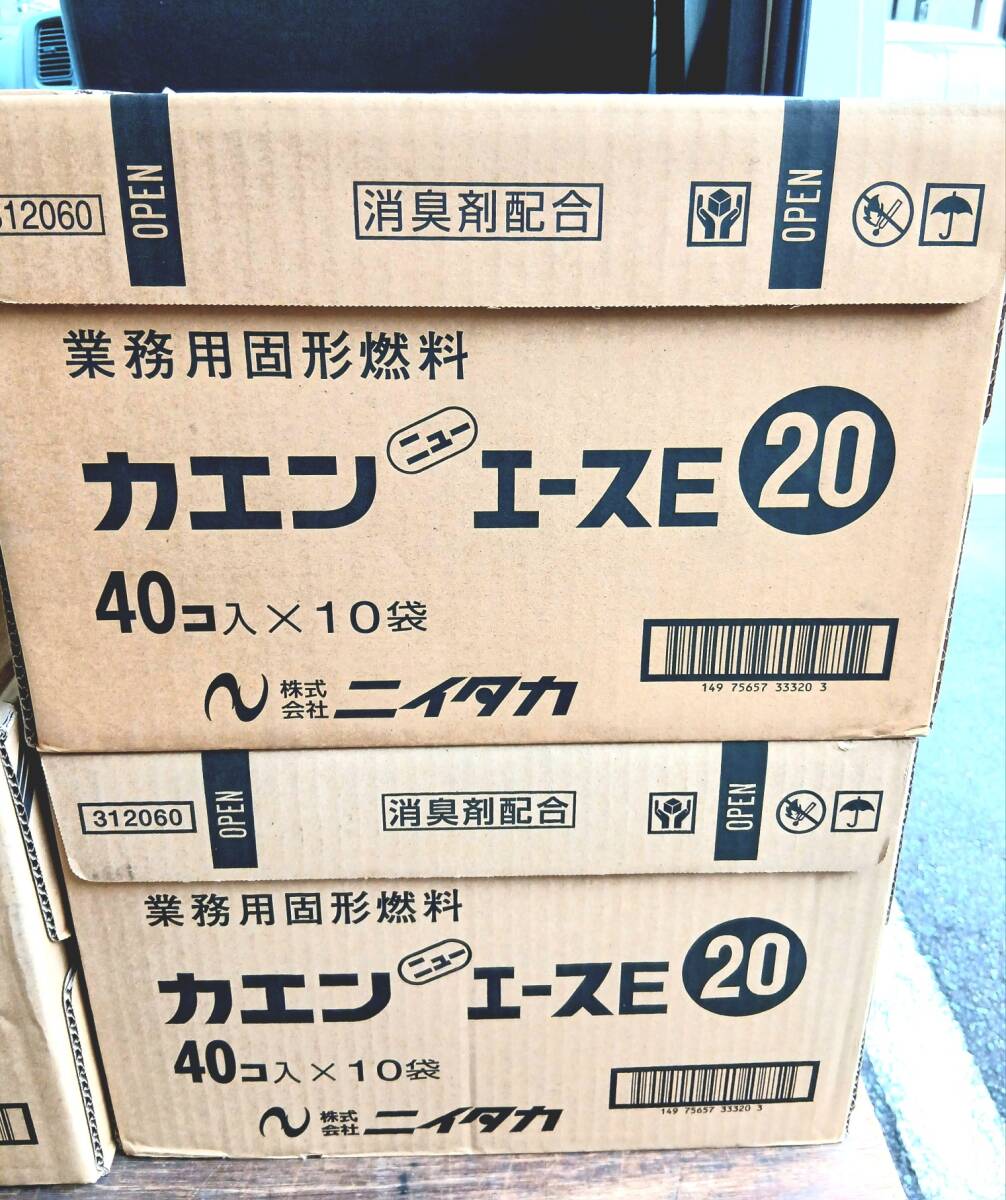 312060
OPEN
消臭剤配合
OPEN
業務用固形燃料
カエンニューエースE20
40コ入×10袋
149 75657 33320 3
株式会社ニイタカ
312060
OPEN
消臭剤配合
OPEN
業務用固形燃料
カエンニューエースE20
40コ入×10袋
149 75657 33320 3
株式会社ニイタカ